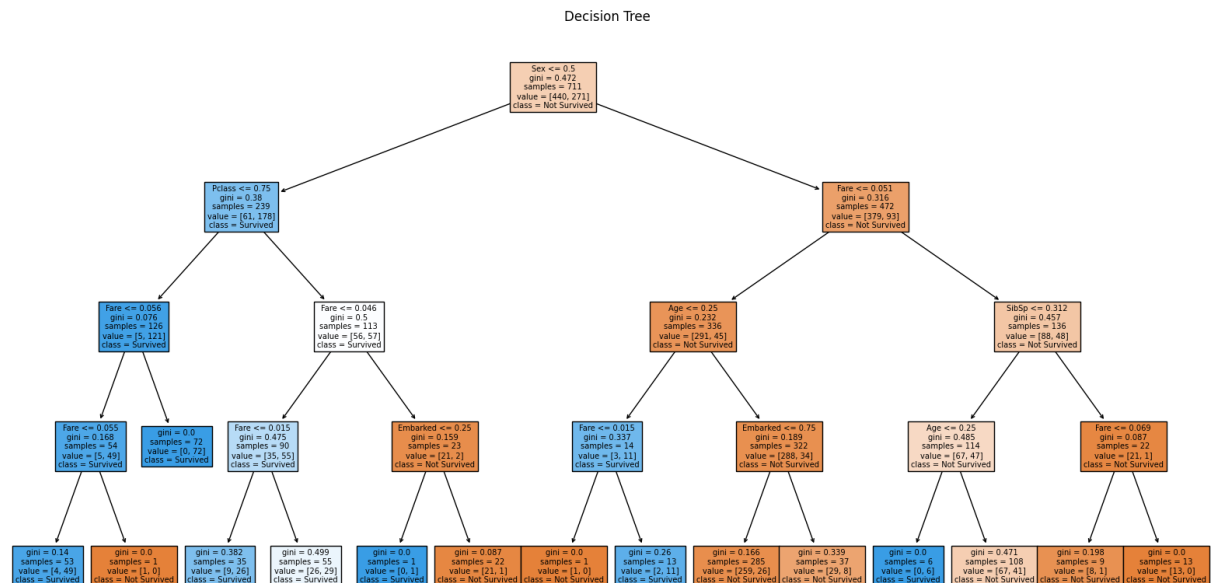 Decision Tree
Sex <= 0.5
gini = 0.472
samples = 711
value = [440, 271]
class = Not Survived
Pclass <= 0.75
gini = 0.38
samples = 239
value = [61, 178]
class = Survived
Fare <= 0.051
gini = 0.316
samples = 472
value = [379, 93]
class = Not Survived
Fare <= 0.056
gini = 0.076
samples = 126
value = [5, 121]
class = Survived
Fare <= 0.046
gini = 0.5
samples = 113
value = [56, 57]
class = Survived
Age <= 0.25
gini = 0.232
samples = 336
value = [291, 45]
class = Not Survived
SibSp <= 0.312
gini = 0.457
samples = 136
value = [88, 48]
class = Not Survived
Fare <= 0.055
gini = 0.168
samples = 54
value = [5, 49]
class = Survived
gini = 0.0
samples = 72
value = [0, 72]
class = Survived
Fare <= 0.015
gini = 0.475
samples = 90
value = [35, 55]
class = Survived
Embarked <= 0.25
gini = 0.159
samples = 23
value = [21, 2]
class = Not Survived
Fare <= 0.015
gini = 0.337
samples = 14
value = [3, 11]
class = Survived
Embarked <= 0.75
gini = 0.189
samples = 322
value = [288, 34]
class = Not Survived
Age <= 0.25
gini = 0.485
samples = 114
value = [67, 47]
class = Not Survived
Fare <= 0.069
gini = 0.087
samples = 22
value = [21, 1]
class = Not Survived
gini = 0.14
samples = 53
value = [4, 49]
class = Survived
gini = 0.0
samples = 1
value = [1, 0]
class = Not Survived
gini = 0.382
samples = 35
value = [9, 26]
class = Survived
gini = 0.499
samples = 55
value = [26, 29]
class = Survived
gini = 0.0
samples = 1
value = [0, 1]
class = Survived
gini = 0.087
samples = 22
value = [21, 1]
class = Not Survived
gini = 0.0
samples = 1
value = [1, 0]
class = Not Survived
gini = 0.26
samples = 13
value = [2, 11]
class = Survived
gini = 0.166
samples = 285
value = [259, 26]
class = Not Survived
gini = 0.339
samples = 37
value = [29, 8]
class = Not Survived
gini = 0.0
samples = 6
value = [0, 6]
class = Survived
gini = 0.471
samples = 108
value = [67, 41]
class = Not Survived
gini = 0.198
samples = 9
value = [8, 1]
class = Not Survived
gini = 0.0
samples = 13
value = [13, 0]
class = Not Survived